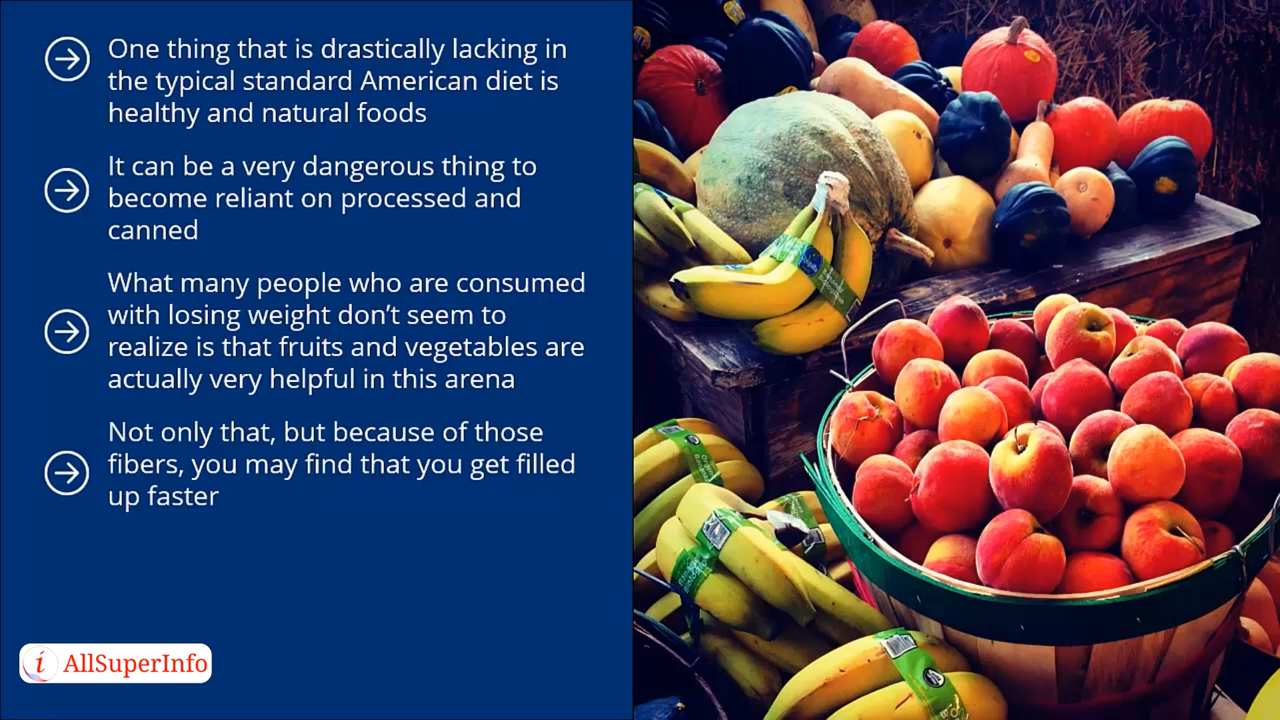 One thing that is drastically lacking in
the typical standard American diet is
healthy and natural foods
It can be a very dangerous thing to
become reliant on processed and
canned
What many people who are consumed
with losing weight don’t seem to
realize is that fruits and vegetables are
actually very helpful in this arena
Not only that, but because of those
fibers, you may find that you get filled
up faster
i AllSuperInfo